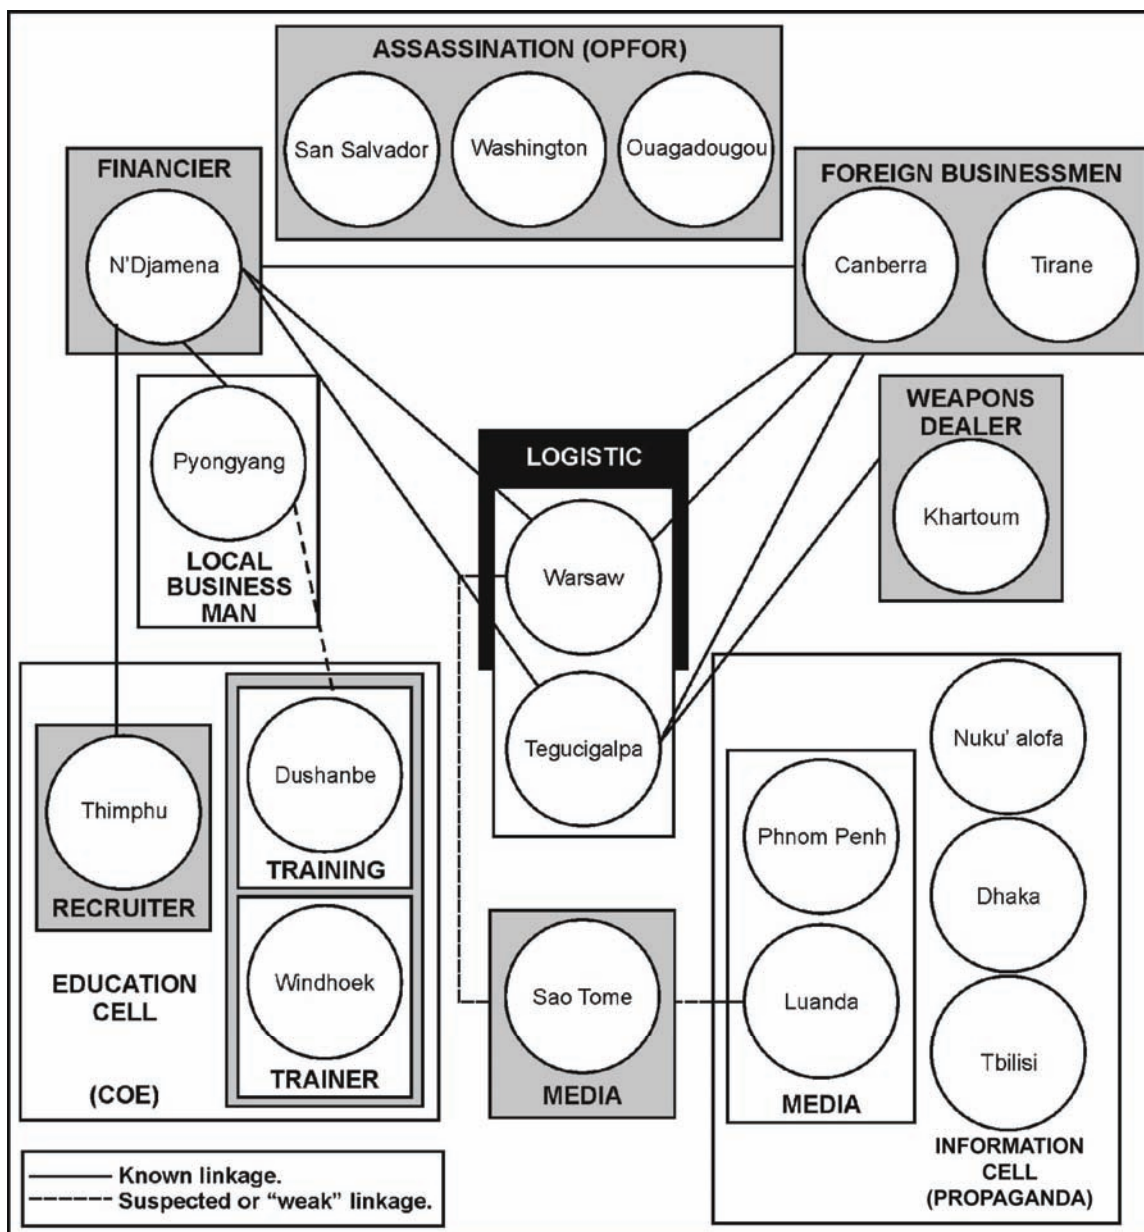 ASSASSINATION (OPFOR)
San Salvador
Washington
Ouagadougou
FINANCIER
N'Djamena
FOREIGN BUSINESSMEN
Canberra
Tirane
Pyongyang
LOCAL
BUSINESS
MAN
LOGISTIC
Warsaw
Tegucigalpa
WEAPONS
DEALER
Khartoum
Thimphu
RECRUITER
EDUCATION
CELL
(COE)
Dushanbe
TRAINING
Windhoek
TRAINER
Sao Tome
MEDIA
Phnom Penh
Luanda
MEDIA
Nuku' alofa
Dhaka
Tbilisi
INFORMATION
CELL
(PROPAGANDA)
Known linkage.
Suspected or “weak” linkage.